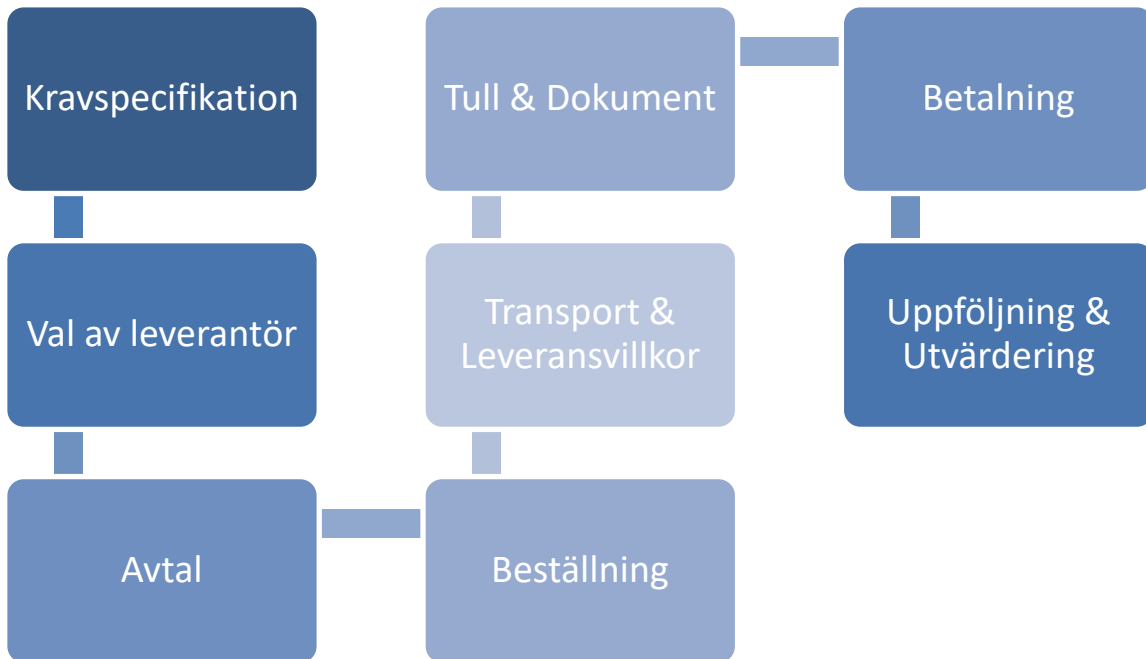 Kravspecifikation
Val av leverantör
Avtal
Beställning
Transport &
Leveransvillkor
Tull & Dokument
Betalning
Uppföljning &
Utvärdering